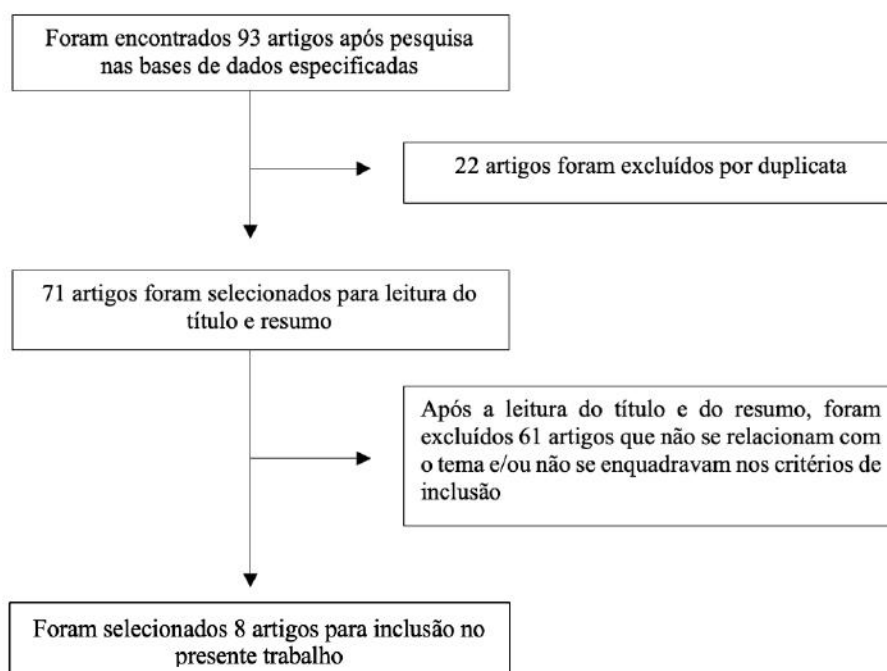 Foram encontrados 93 artigos após pesquisa
nas bases de dados especificadas
22 artigos foram excluídos por duplicata
71 artigos foram selecionados para leitura do
título e resumo
Após a leitura do título e do resumo, foram
excluídos 61 artigos que não se relacionam com
o tema e/ou não se enquadravam nos critérios de
inclusão
Foram selecionados 8 artigos para inclusão no
presente trabalho